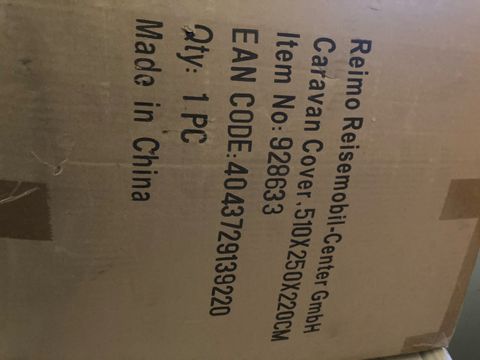 Reimo Reisemobil-Center GmbH
Caravan Cover,510X250X220CM
Item No: 928633
EAN CODE:4043729139220
Qty: 1 PC
Made in China